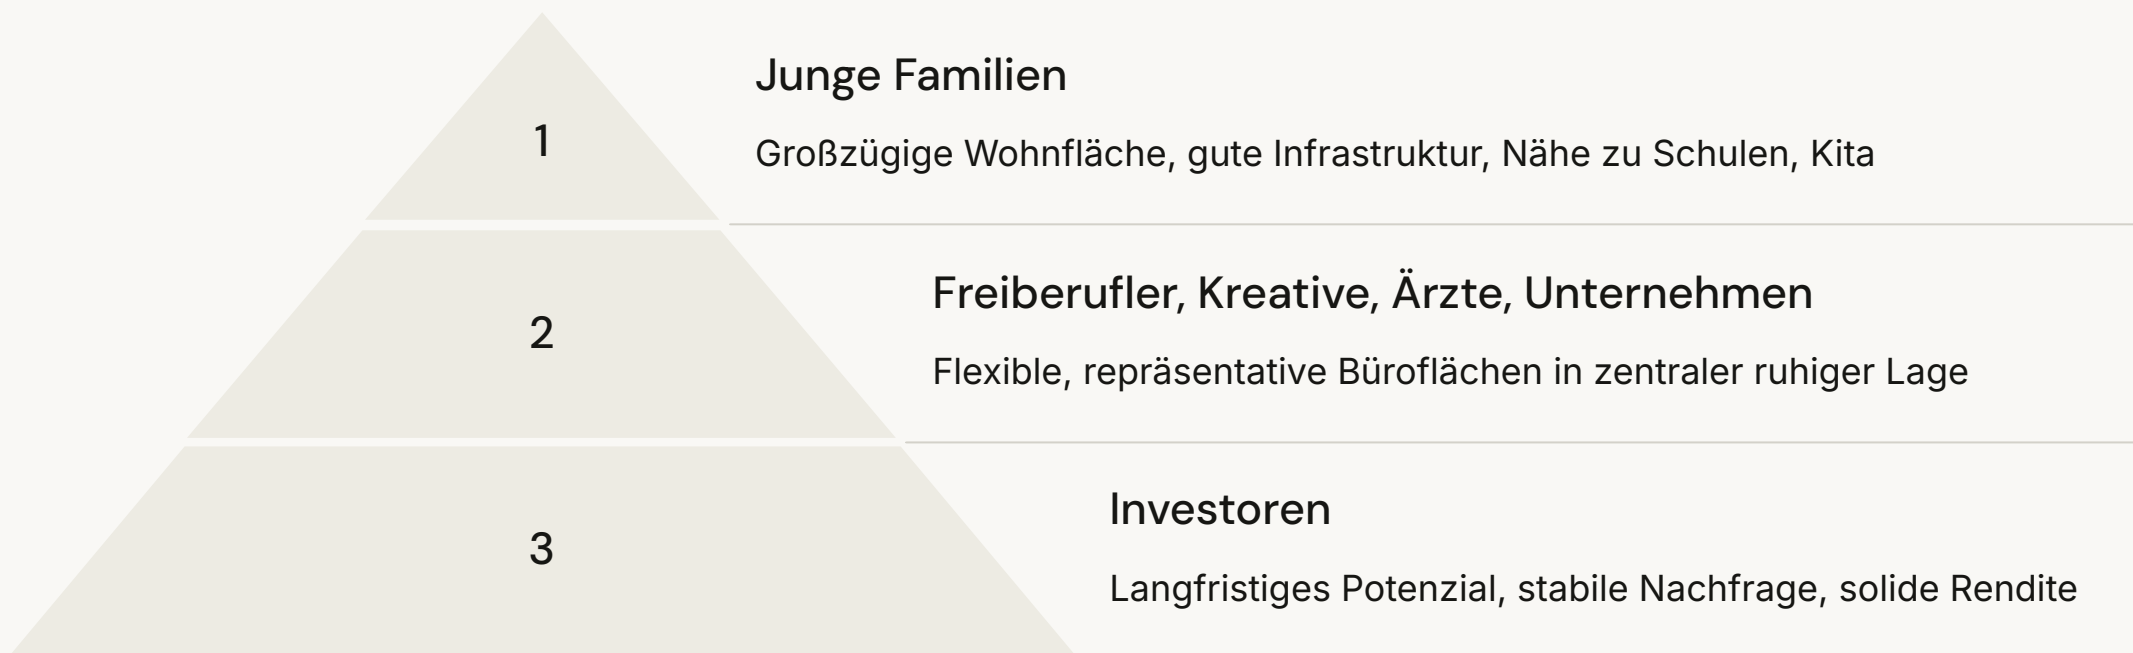 1
Junge Familien
Großzügige Wohnfläche, gute Infrastruktur, Nähe zu Schulen, Kita
2
Freiberufler, Kreative, Ärzte, Unternehmen
Flexible, repräsentative Büroflächen in zentraler ruhiger Lage
3
Investoren
Langfristiges Potenzial, stabile Nachfrage, solide Rendite